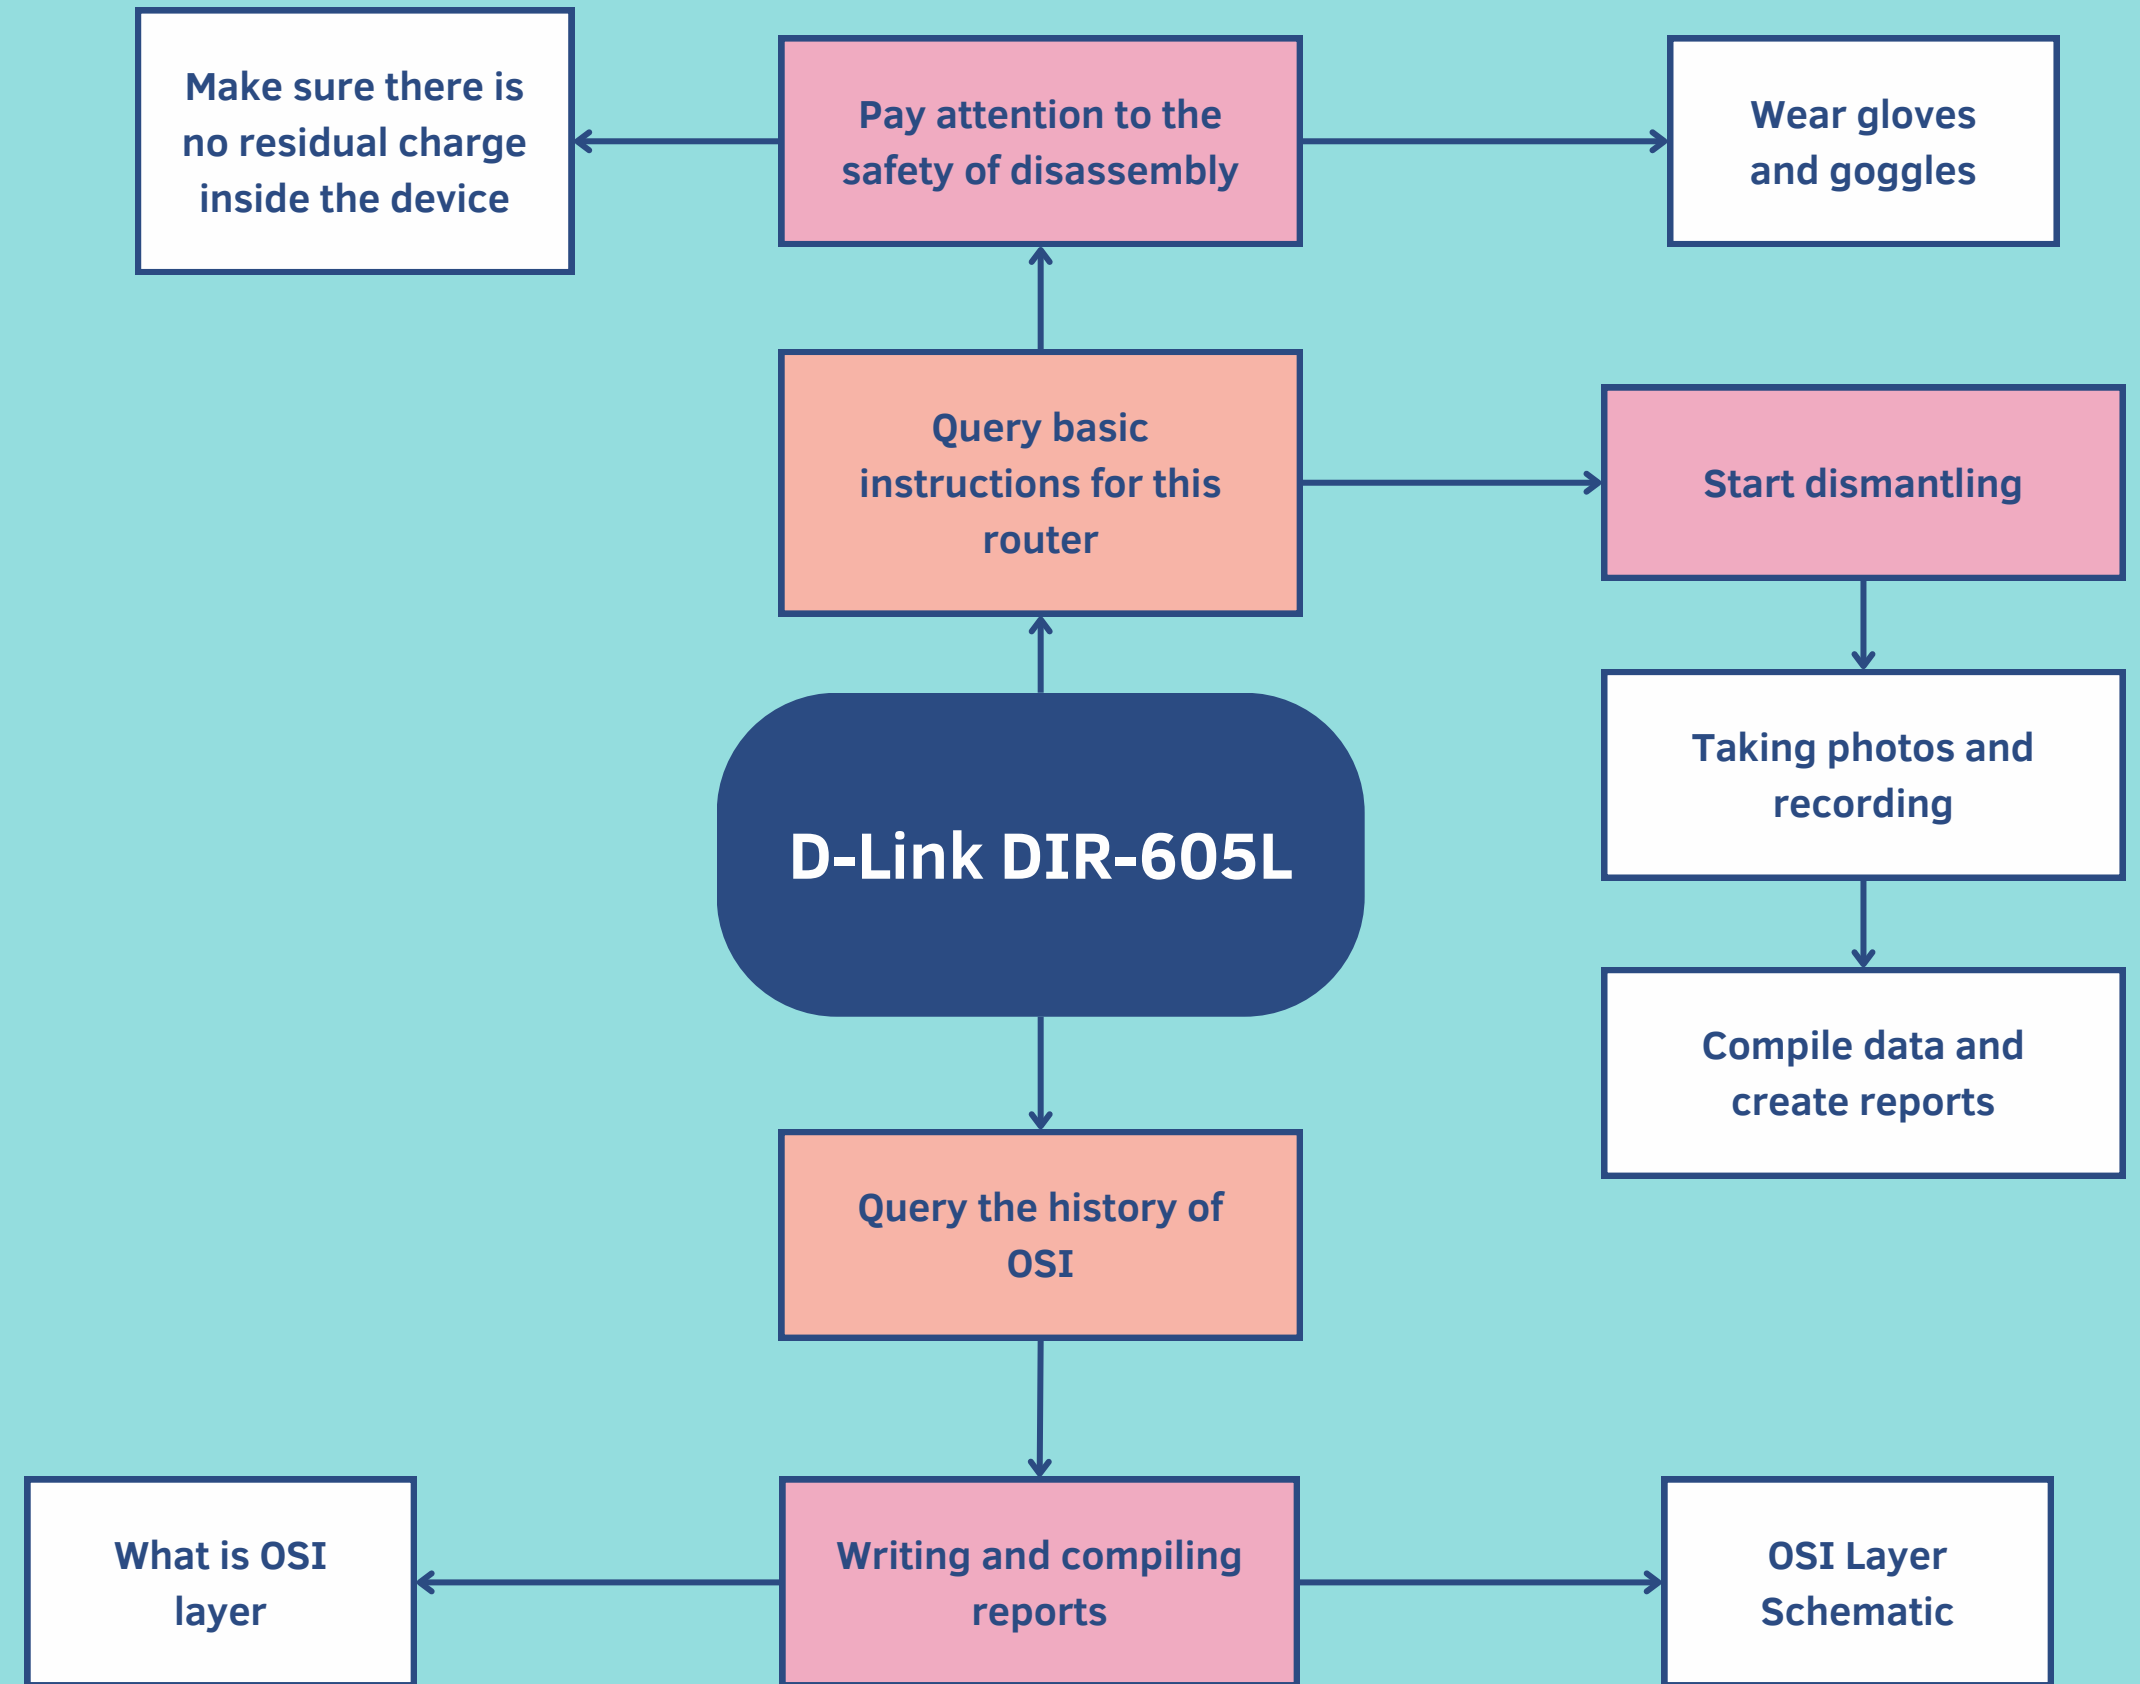 Make sure there is
no residual charge
inside the device
Pay attention to the
safety of disassembly
Wear gloves
and goggles
Query basic
instructions for this
router
Start dismantling
Taking photos and
recording
D-Link DIR-605L
Compile data and
create reports
Query the history of
OSI
What is OSI
layer
Writing and compiling
reports
OSI Layer
Schematic